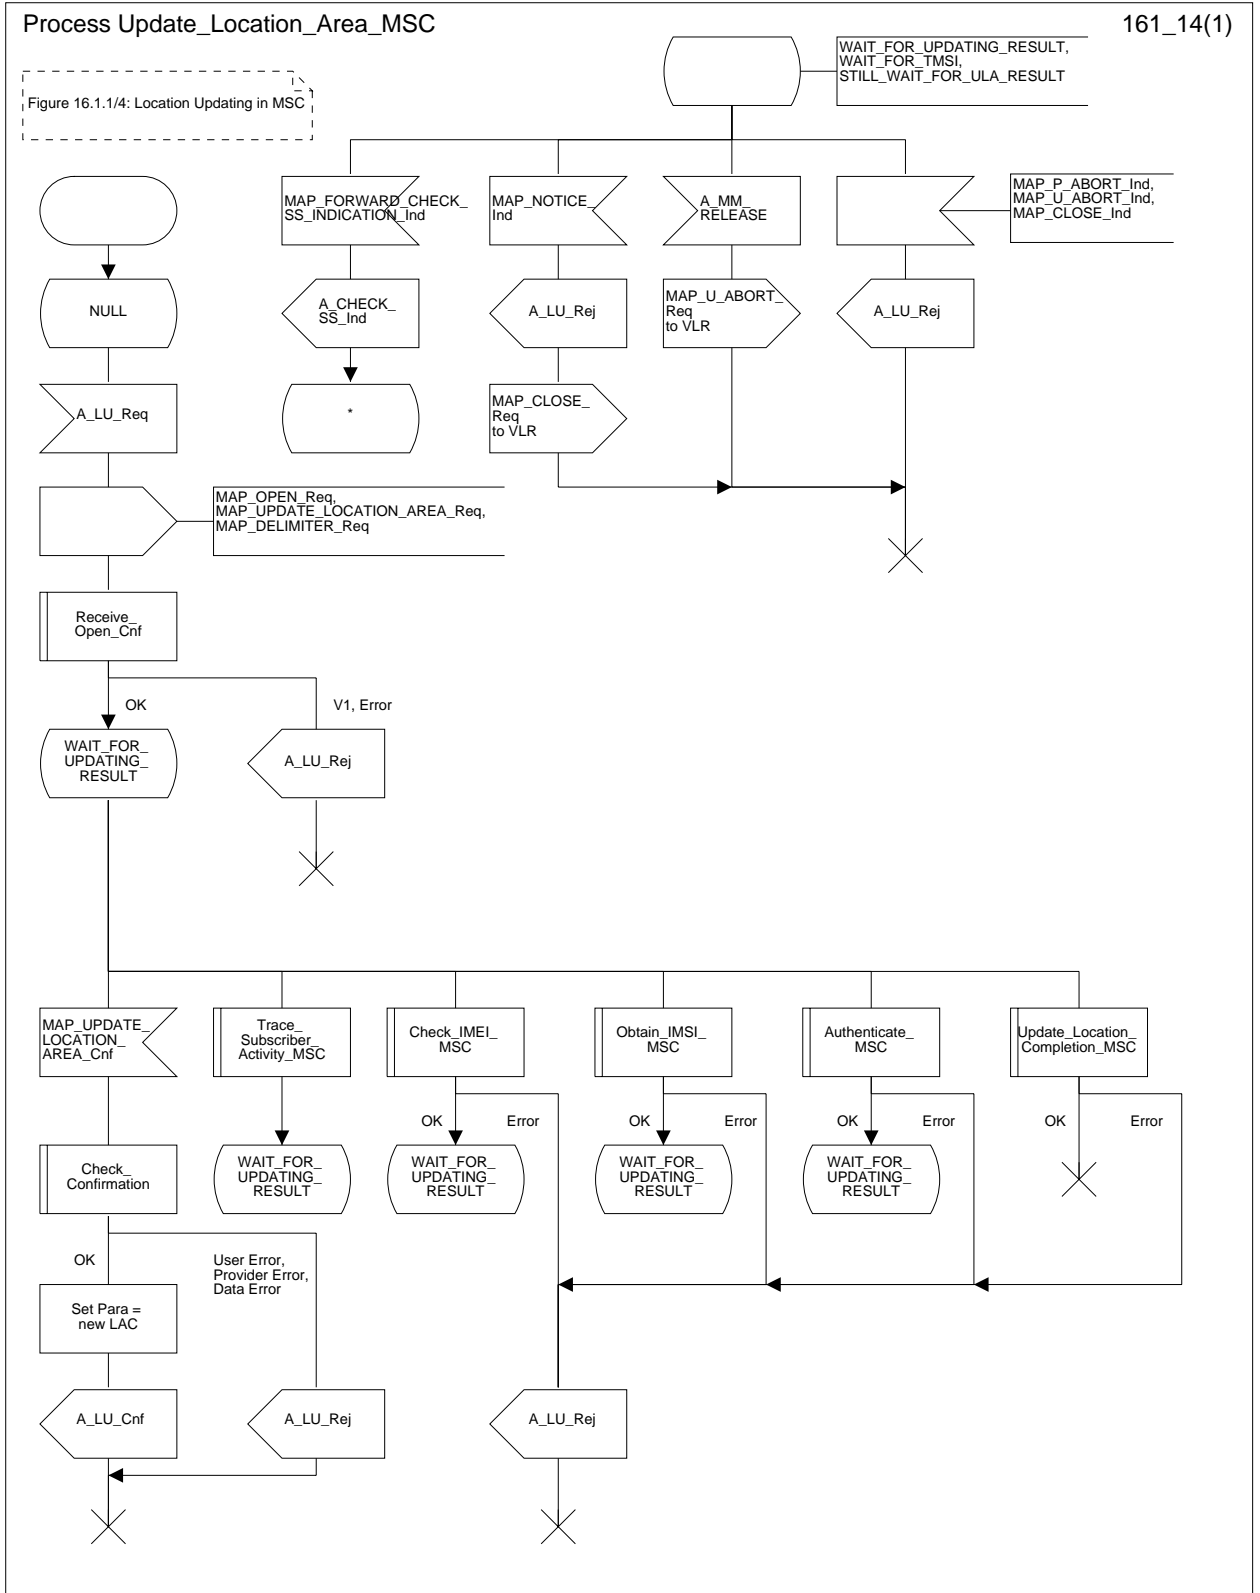 Process Update_Location_Area_MSC
161_14(1)
WAIT_FOR_UPDATING_RESULT,
WAIT_FOR_TMSI,
STILL_WAIT_FOR_ULA_RESULT
Figure 16.1.1/4: Location Updating in MSC
MAP_FORWARD_CHECK_
SS_INDICATION_Ind
MAP_NOTICE_
Ind
A_MM_
RELEASE
MAP_P_ABORT_Ind,
MAP_U_ABORT_Ind,
MAP_CLOSE_Ind
NULL
A_CHECK_
SS_Ind
A_LU_Rej
MAP_U_ABORT_
Req
to VLR
A_LU_Rej
A_LU_Req
*
MAP_CLOSE_
Req
to VLR
MAP_OPEN_Req,
MAP_UPDATE_LOCATION_AREA_Req,
MAP_DELIMITER_Req
Receive_
Open_Cnf
OK
V1, Error
WAIT_FOR_
UPDATING_
RESULT
A_LU_Rej
MAP_UPDATE_
LOCATION_
AREA_Cnf
Trace_
Subscriber_
Activity_MSC
Check_IMEI_
MSC
Obtain_IMSI_
MSC
Authenticate_
MSC
Update_Location_
Completion_MSC
OK
Error
OK
Error
OK
Error
OK
Error
Check_
Confirmation
WAIT_FOR_
UPDATING_
RESULT
WAIT_FOR_
UPDATING_
RESULT
WAIT_FOR_
UPDATING_
RESULT
WAIT_FOR_
UPDATING_
RESULT
OK
User Error,
Provider Error,
Data Error
Set Para =
new LAC
A_LU_Cnf
A_LU_Rej
A_LU_Rej